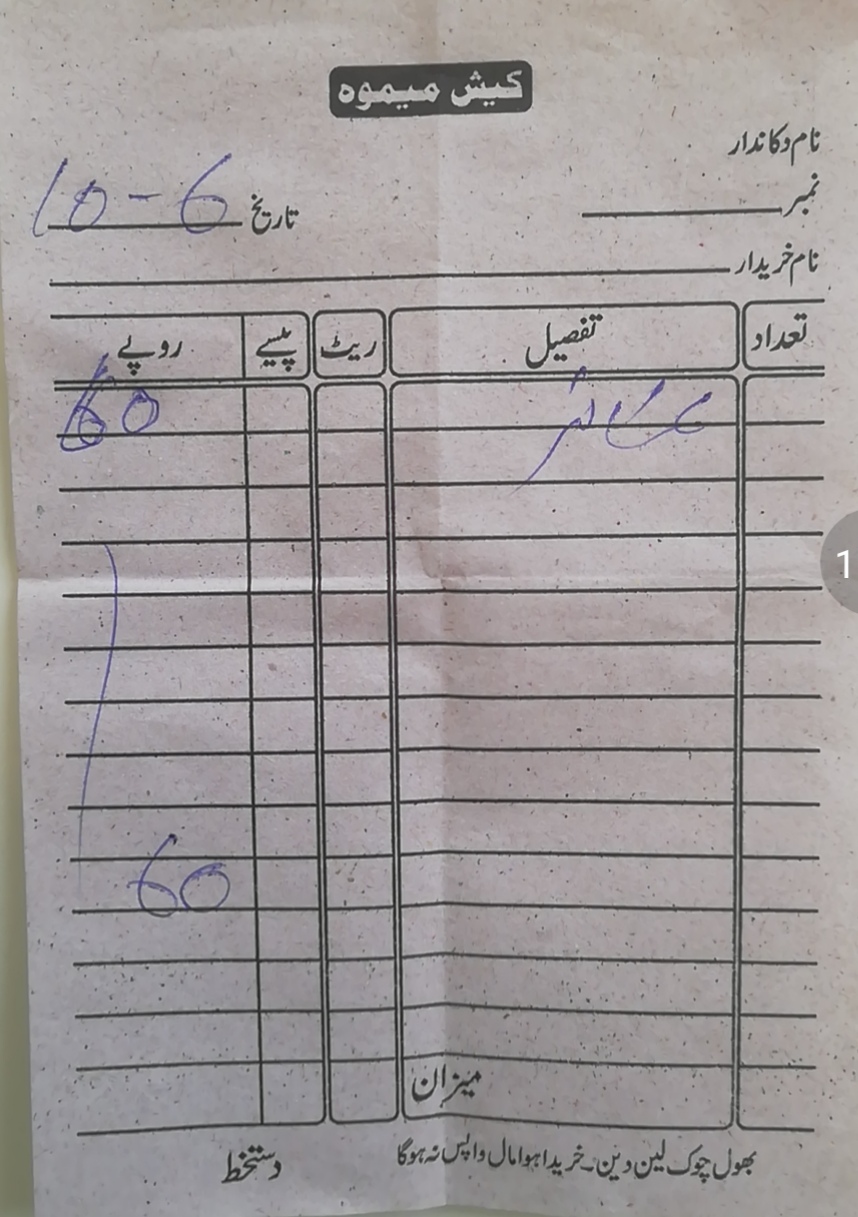 کیش میموہ
نام دکاندار
نمبر
تاریخ 10-6
نام خریدار
تعداد تفصیل ریٹ پیسے روپے
60
60
میزان
بھول چوک لین دین۔ خریدا ہوا مال واپس نہ ہوگا
دستخط
1